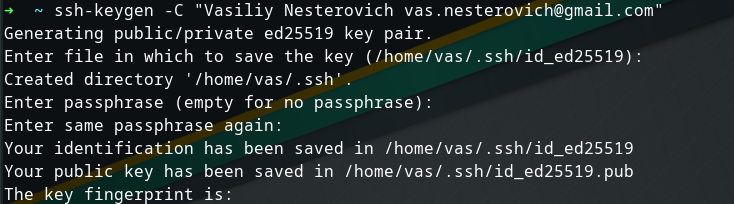 ➜  ~ ssh-keygen -C "Vasiliy Nesterovich vas.nesterovich@gmail.com"
Generating public/private ed25519 key pair.
Enter file in which to save the key (/home/vas/.ssh/id_ed25519):
Created directory '/home/vas/.ssh'.
Enter passphrase (empty for no passphrase):
Enter same passphrase again:
Your identification has been saved in /home/vas/.ssh/id_ed25519
Your public key has been saved in /home/vas/.ssh/id_ed25519.pub
The key fingerprint is: